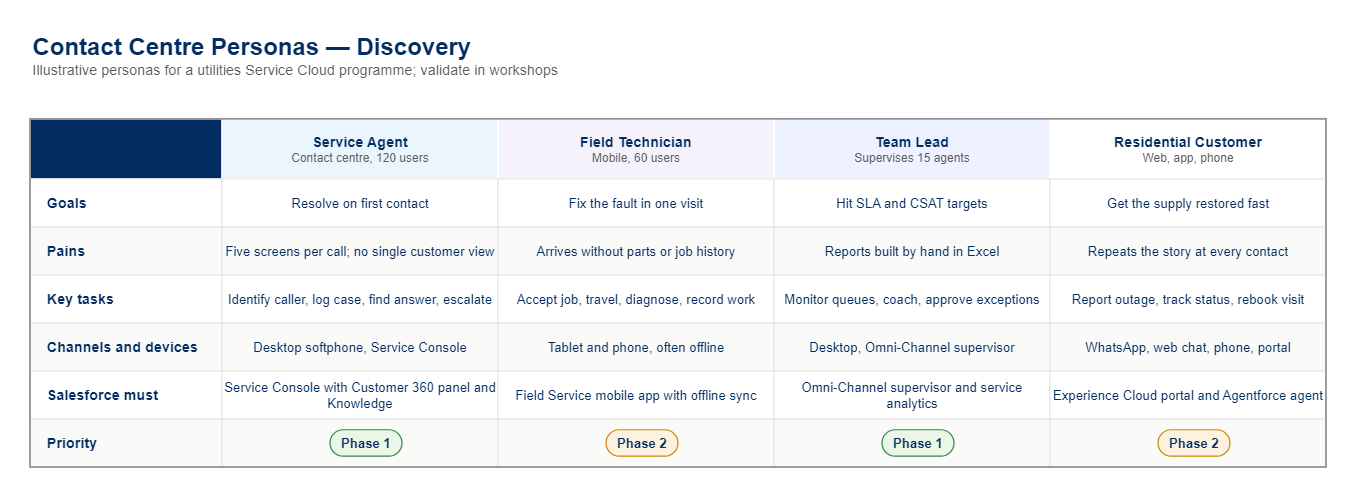 Contact Centre Personas — Discovery
Illustrative personas for a utilities Service Cloud programme; validate in workshops
Service Agent
Contact centre, 120 users
Field Technician
Mobile, 60 users
Team Lead
Supervises 15 agents
Residential Customer
Web, app, phone
Goals
Resolve on first contact
Fix the fault in one visit
Hit SLA and CSAT targets
Get the supply restored fast
Pains
Five screens per call; no single customer view
Arrives without parts or job history
Reports built by hand in Excel
Repeats the story at every contact
Key tasks
Identify caller, log case, find answer, escalate
Accept job, travel, diagnose, record work
Monitor queues, coach, approve exceptions
Report outage, track status, rebook visit
Channels and devices
Desktop softphone, Service Console
Tablet and phone, often offline
Desktop, Omni-Channel supervisor
WhatsApp, web chat, phone, portal
Salesforce must
Service Console with Customer 360 panel and
Knowledge
Field Service mobile app with offline sync
Omni-Channel supervisor and service
analytics
Experience Cloud portal and Agentforce agent
Priority
Phase 1
Phase 2
Phase 1
Phase 2